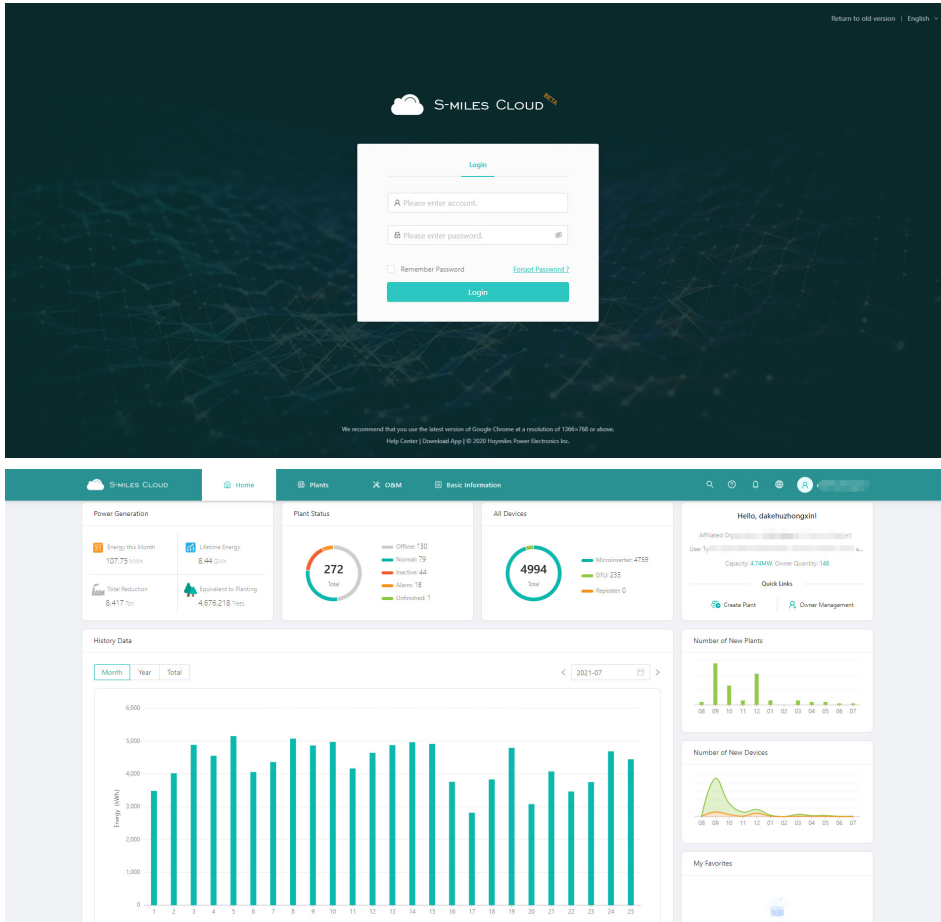 Return to old version | English
S-MILES CLOUD BETA
Login
Please enter account.
Please enter password.
Remember Password Forgot Password ?
Login
We recommend that you use the latest version of Google Chrome at a resolution of 1366×768 or above.
Help Center | Download App | © 2020 Hoymiles Power Electronics Inc.
S-MILES CLOUD Home Plants O&M Basic Information
Power Generation
Energy this Month
107.75 MWh
Lifetime Energy
8.44 GWh
Total Reduction
8,417 Ton
Equivalent to Planting
4,676,218 Trees
Plant Status
272
Total
Offline: 130
Normal: 79
Inactive: 44
Alarm: 18
Unfinished: 1
All Devices
4994
Total
Microinverter: 4759
DTU: 235
Repeater: 0
Hello, dakehuzhongxin!
Affiliated Org
User Ty a...
Capacity: 4.74MW, Owner Quantity: 148
Quick Links
Create Plant Owner Management
History Data
Month Year Total
2021-07
Energy (kWh)
6,000
5,000
4,000
3,000
2,000
1,000
0
1 2 3 4 5 6 7 8 9 10 11 12 13 14 15 16 17 18 19 20 21 22 23 24 25
Number of New Plants
08 09 10 11 12 01 02 03 04 05 06 07
Number of New Devices
08 09 10 11 12 01 02 03 04 05 06 07
My Favorites